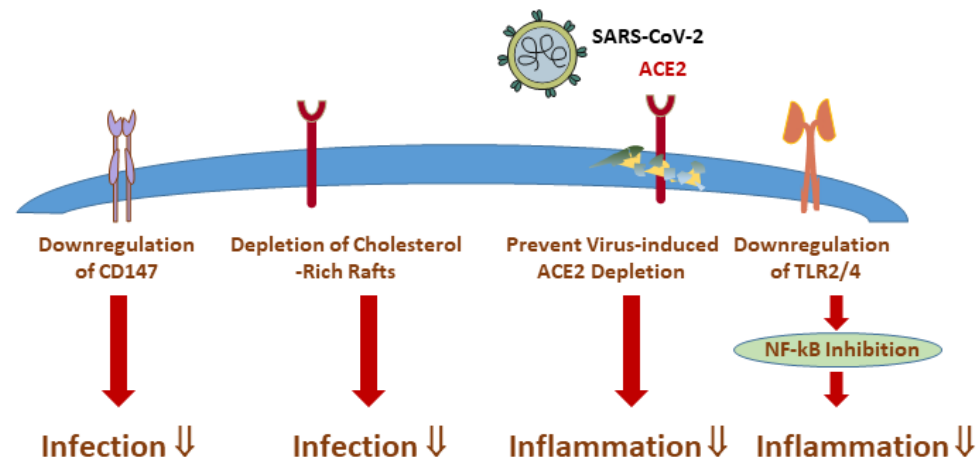 SARS-CoV-2
ACE2
Downregulation
of CD147
Depletion of Cholesterol
-Rich Rafts
Prevent Virus-induced
ACE2 Depletion
Downregulation
of TLR2/4
NF-kB Inhibition
Infection ⇓
Infection ⇓
Inflammation ⇓
Inflammation ⇓